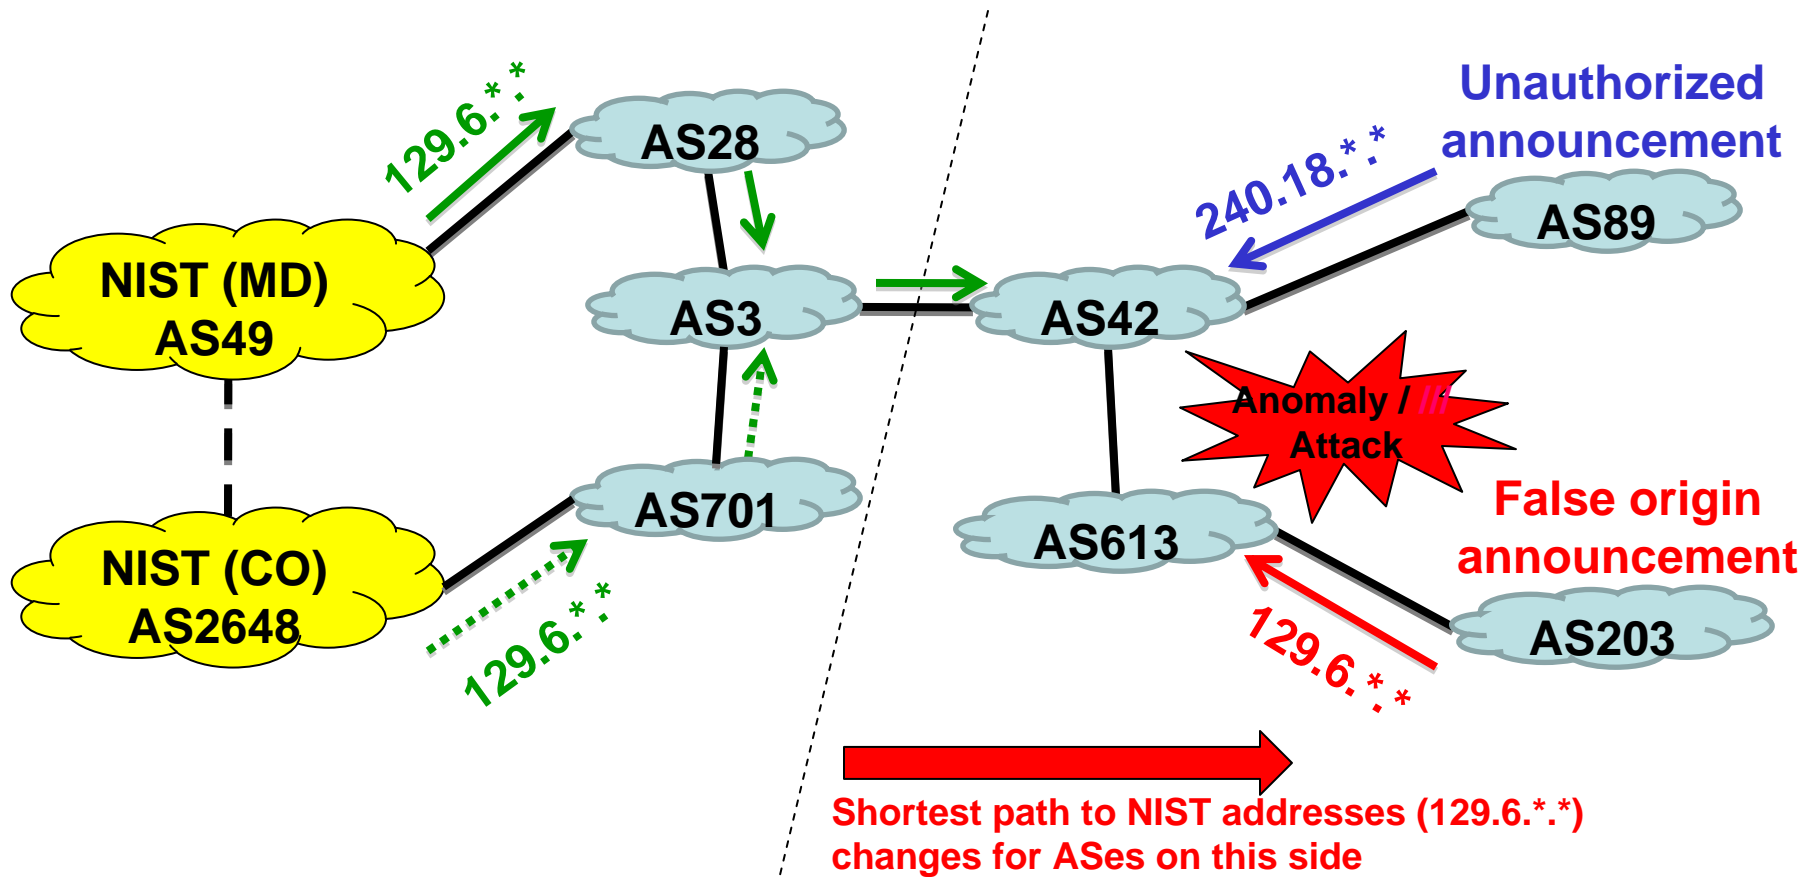 129.6.*.*
AS28
Unauthorized
announcement
240.18.*.*
AS89
NIST (MD)
AS49
AS3
AS42
Anomaly / //
Attack
NIST (CO)
AS2648
AS701
129.6.*.*
AS613
False origin
announcement
129.6.*.*
AS203
Shortest path to NIST addresses (129.6.*.*)
changes for ASes on this side